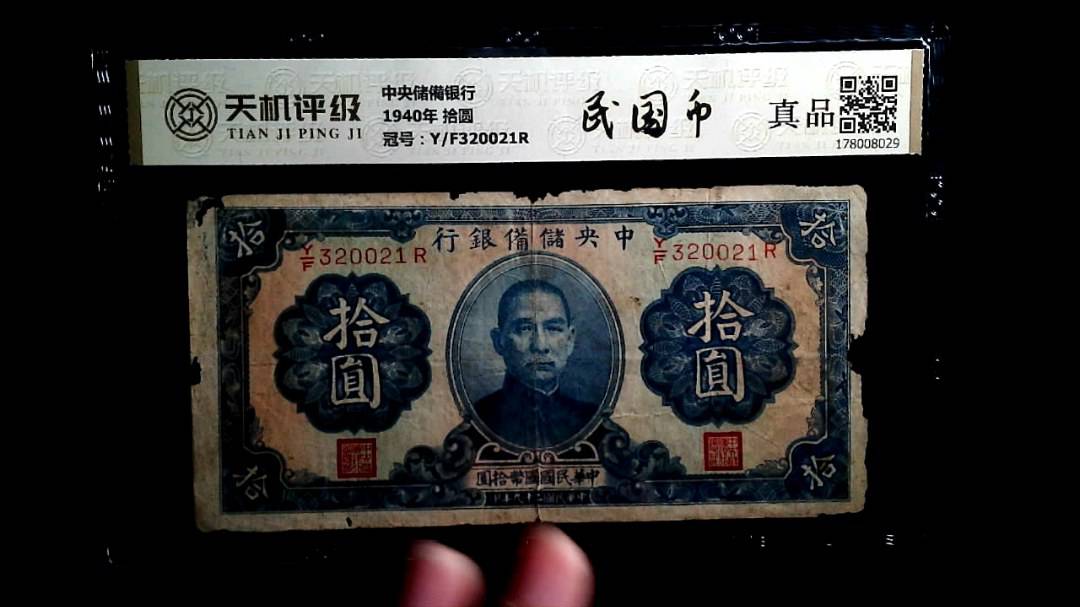 天机评级
TIAN JI PING JI
中央储備银行
1940年 拾圆
冠号：Y/F320021R
民国币
真品
178008029
行銀備儲央中
拾
拾
Y/F 320021 R
Y/F 320021 R
拾圓
拾圓
圓拾幣國國民華中
拾
拾